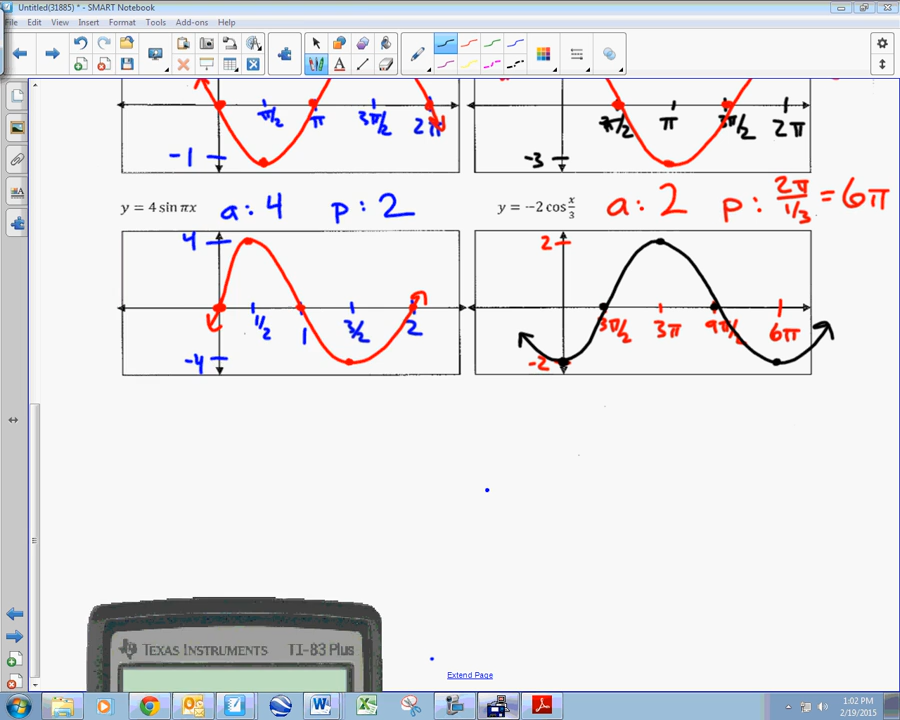 Untitled(31885) * - SMART Notebook
File Edit View Insert Format Tools Add-ons Help
π/2 π 3π/2 2π
-1
π/2 π 3π/2 2π
-3
y = 4 sin πx a: 4 p: 2
y = -2 cos x/3 a: 2 p: 2π/1/3 = 6π
4
1/2 1 3/2 2
-4
2
3π/2 3π 9π/2 6π
-2
TEXAS INSTRUMENTS TI-83 Plus
Extend Page
1:02 PM
2/19/2015